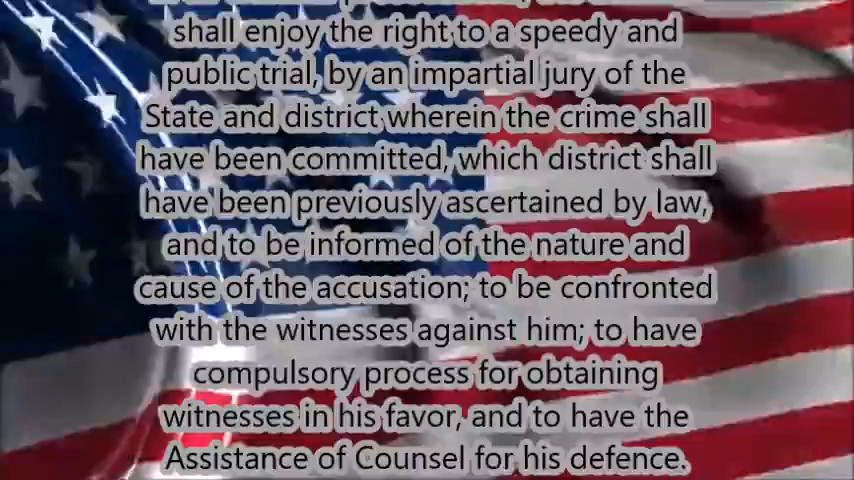 shall enjoy the right to a speedy and
public trial, by an impartial jury of the
State and district wherein the crime shall
have been committed, which district shall
have been previously ascertained by law,
and to be informed of the nature and
cause of the accusation; to be confronted
with the witnesses against him; to have
compulsory process for obtaining
witnesses in his favor, and to have the
Assistance of Counsel for his defence.